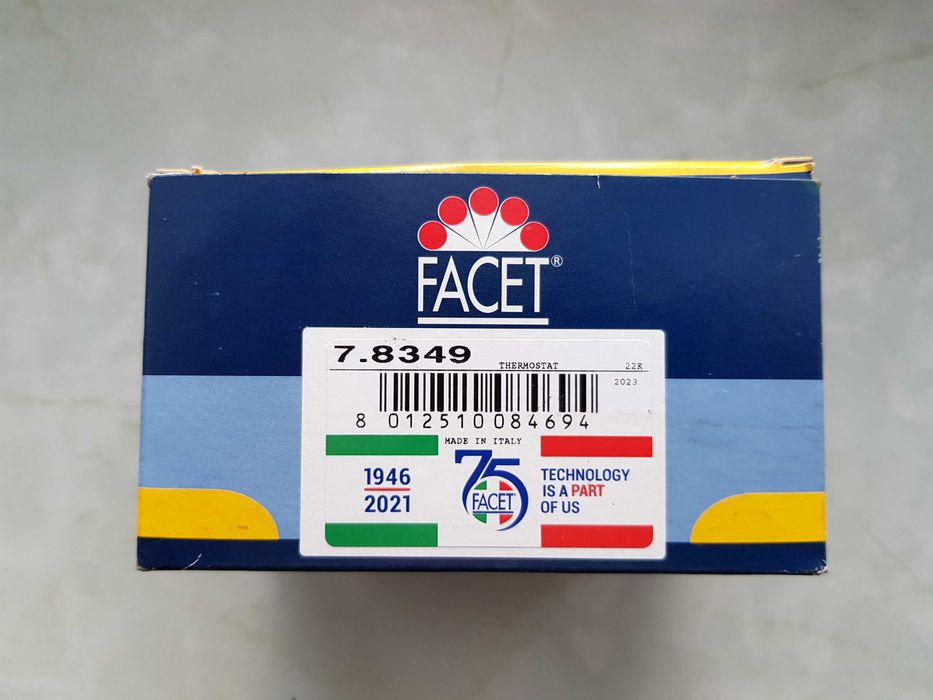 FACET®
7.8349
THERMOSTAT 22K
2023
8 012510 084694
MADE IN ITALY
1946
2021
75
FACET
TECHNOLOGY
IS A PART
OF US